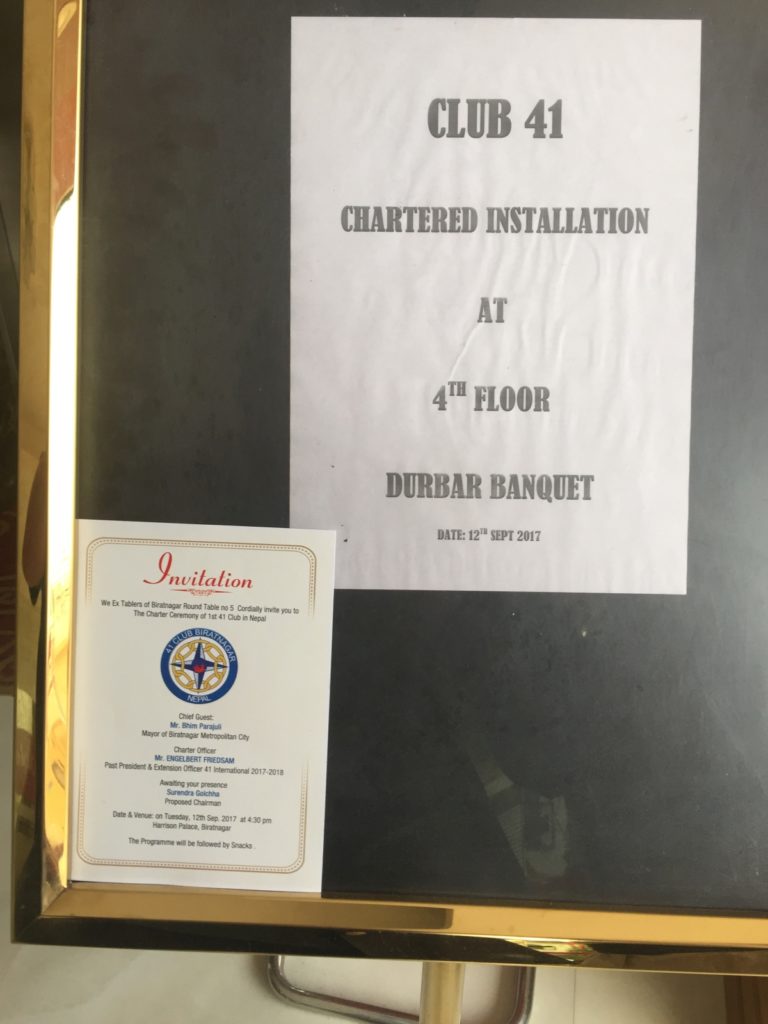 CLUB 41
CHARTERED INSTALLATION
AT
4TH FLOOR
DURBAR BANQUET
DATE: 12TH SEPT 2017
Invitation
We Ex Tablers of Biratnagar Round Table no 5 Cordially invite you to
The Charter Ceremony of 1st 41 Club in Nepal
41 CLUB BIRATNAGAR
NEPAL
Chief Guest:
Mr. Bhim Parajuli
Mayor of Biratnagar Metropolitan City
Charter Officer
Mr. ENGELBERT FRIEDSAM
Past President & Extension Officer 41 International 2017-2018
Awaiting your presence
Surendra Golchha
Proposed Chairman
Date & Venue: on Tuesday, 12th Sep. 2017 at 4:30 pm
Harrison Palace, Biratnagar
The Programme will be followed by Snacks .